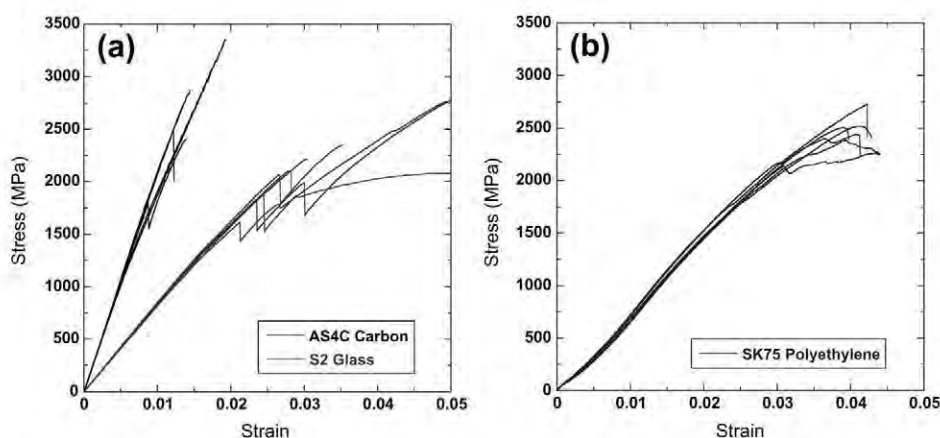 (a)
3500
3000
2500
2000
1500
1000
500
0
Stress (MPa)
0 0.01 0.02 0.03 0.04 0.05
Strain
AS4C Carbon
S2 Glass
(b)
3500
3000
2500
2000
1500
1000
500
0
Stress (MPa)
0 0.01 0.02 0.03 0.04 0.05
Strain
SK75 Polyethylene